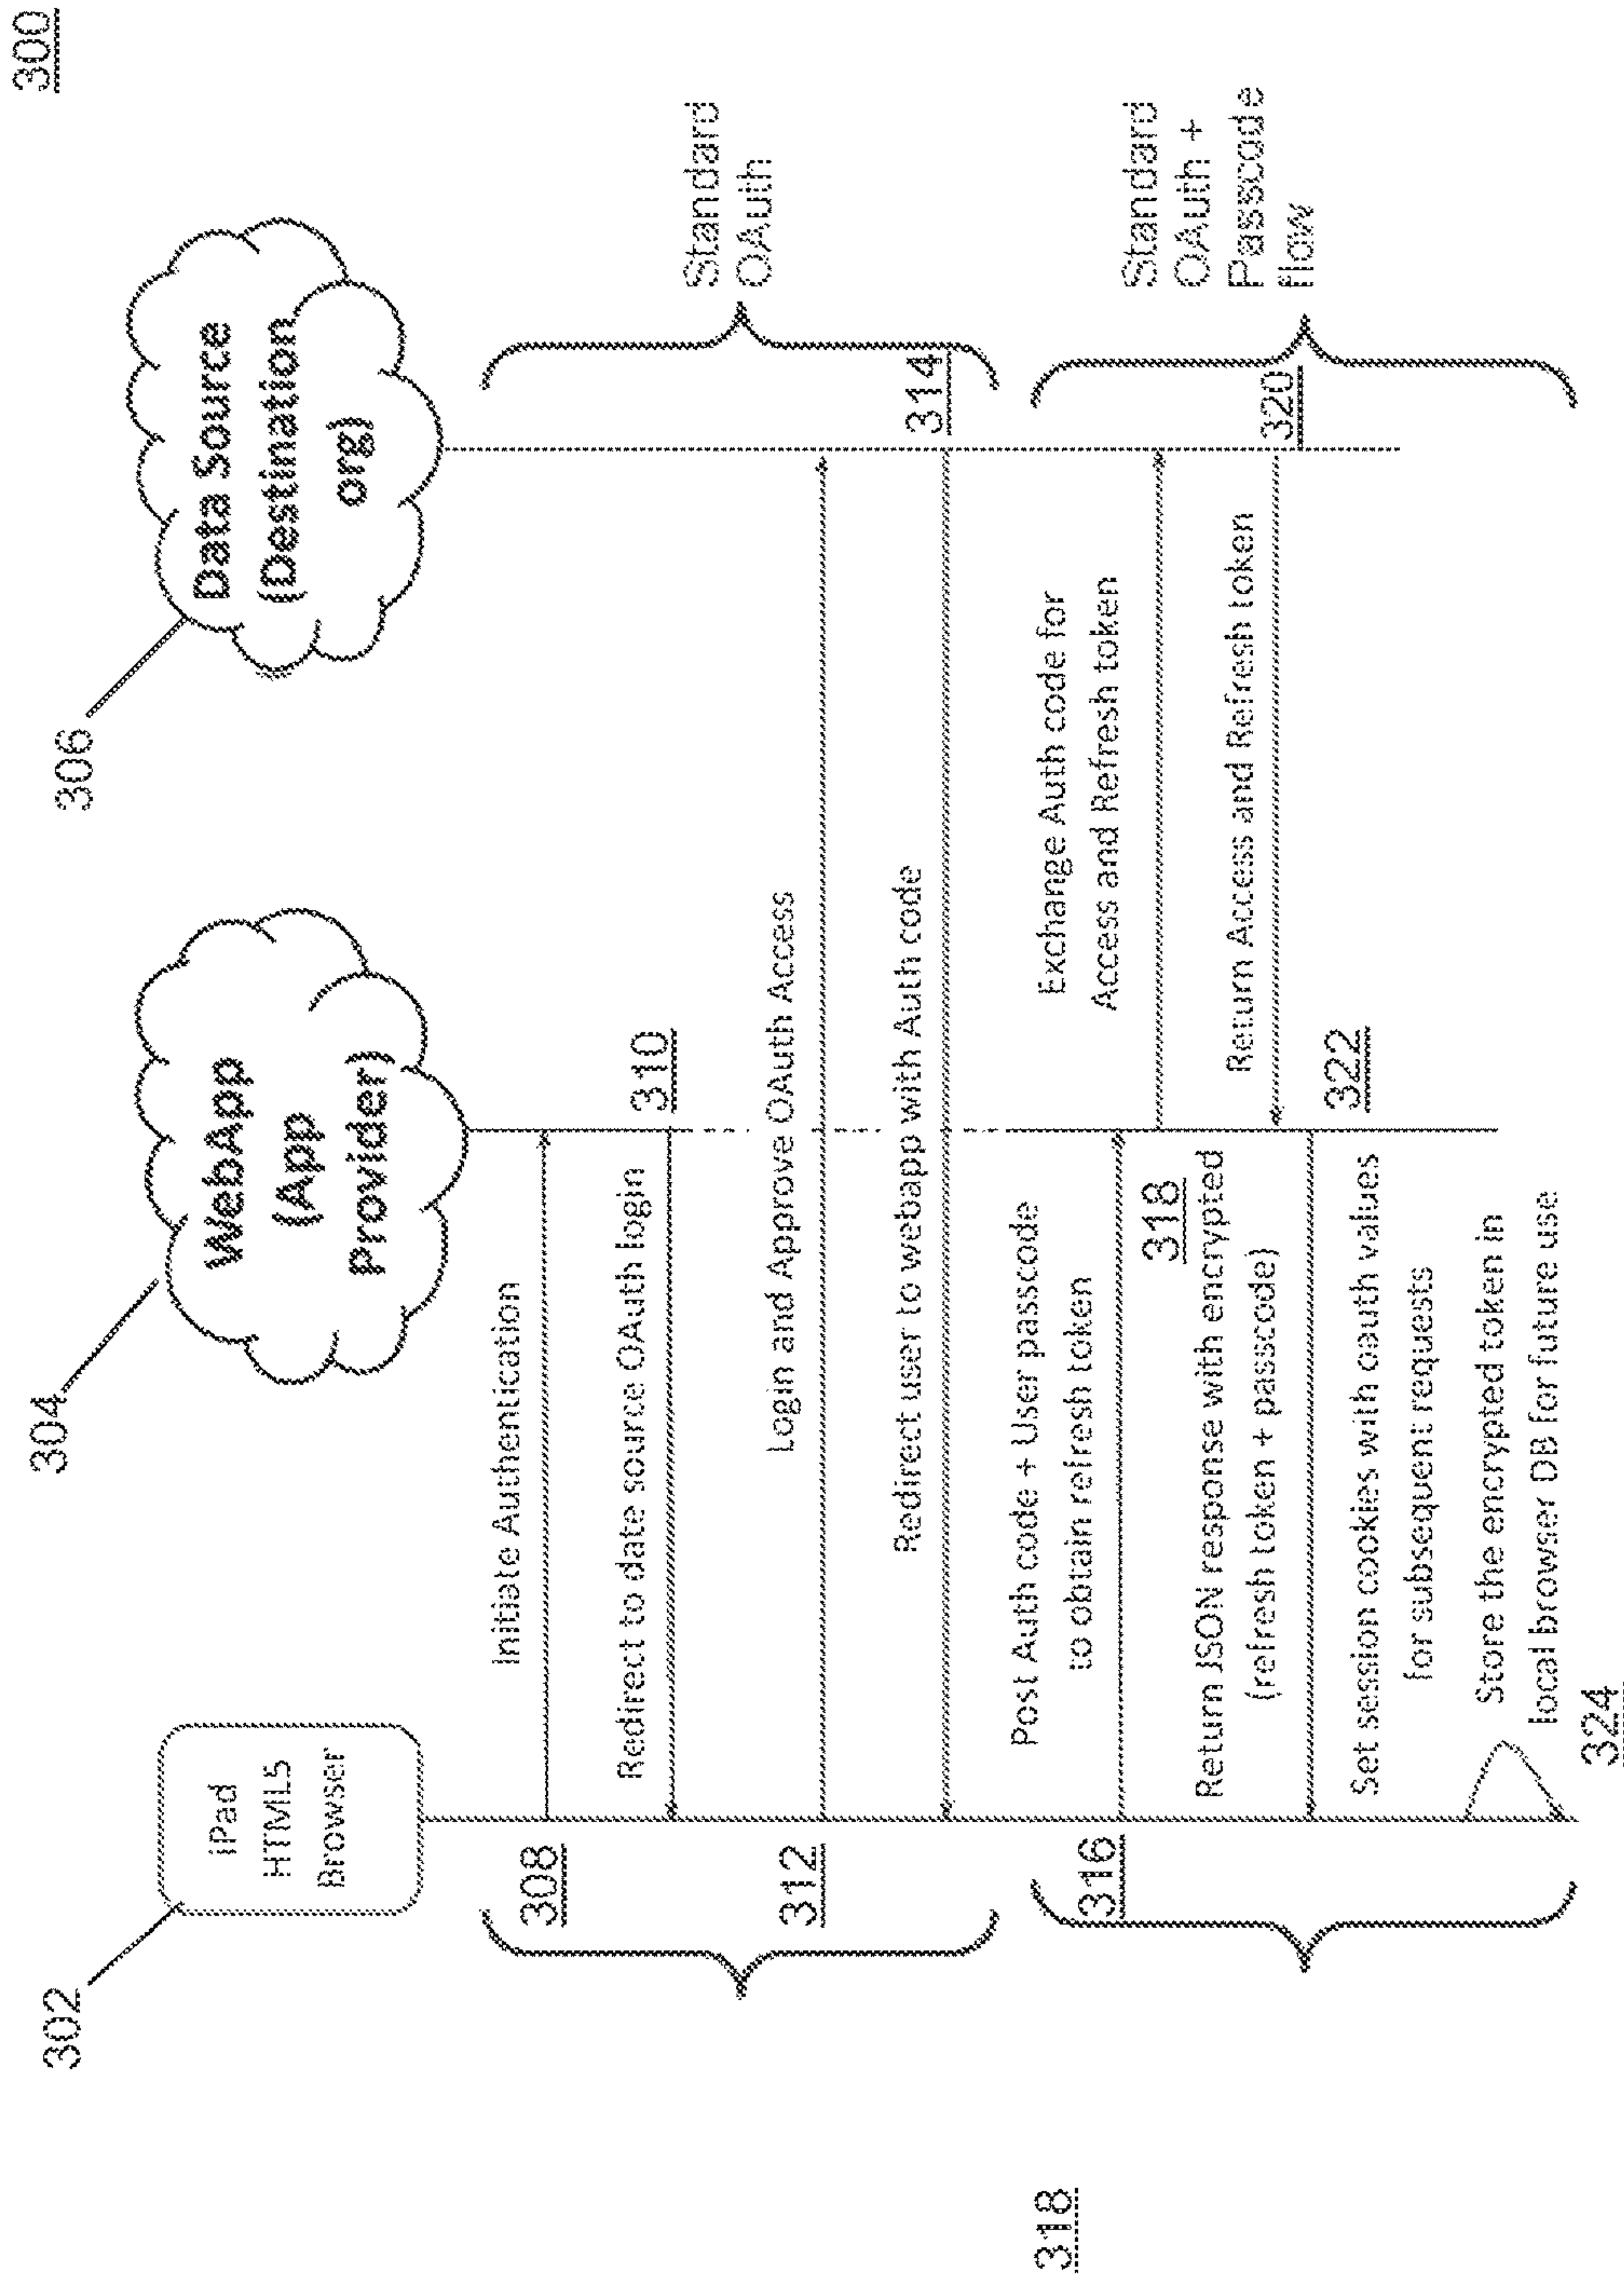 300
302
iPad
HTML5
Browser
304
WebApp
(App
Provider)
306
Data Source
(Destination
org)
Initiate Authentication
308
310
Redirect to date source OAuth login
Login and Approve OAuth Access
312
314
Redirect user to webapp with Auth code
Standard
OAuth
Post Auth code + User passcode
to obtain refresh token
316
318
Exchange Auth code for
Access and Refresh token
320
Return Access and Refresh token
Return JSON response with encrypted
(refresh token + passcode)
322
Set session cookies with oauth values
for subsequent requests
Store the encrypted token in
local browser DB for future use
324
Standard
OAuth +
Passcode
flow
318